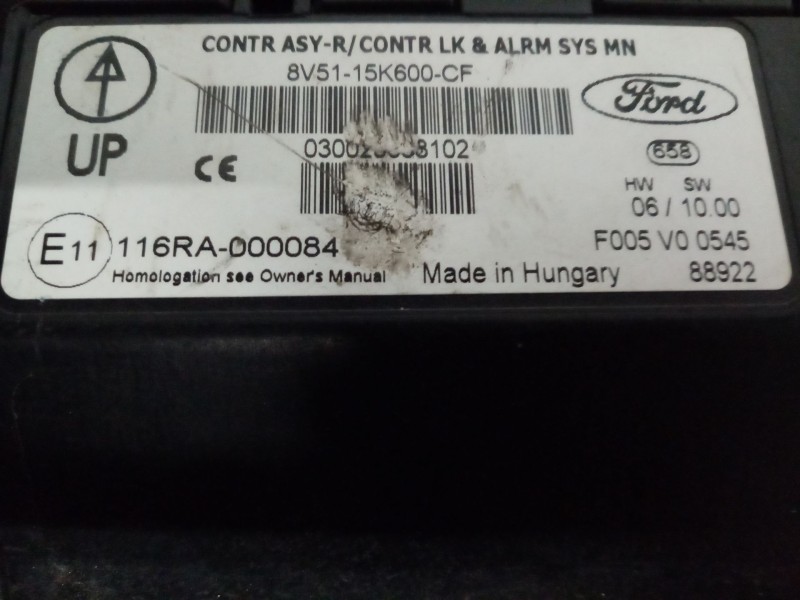 CONTR ASY-R/CONTR LK & ALRM SYS MN
8V51-15K600-CF
Ford
UP
CE
658
HW SW
06 / 10.00
E11 116RA-000084
F005 V0 0545
Homologation see Owner's Manual
Made in Hungary
88922